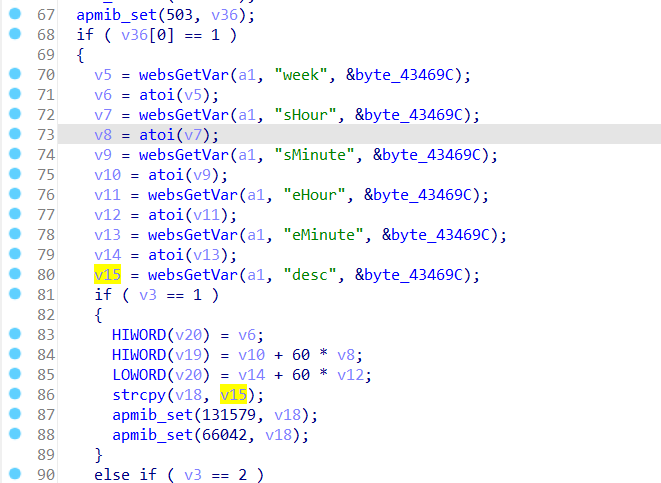 67 apmib_set(503, v36);
68 if ( v36[0] == 1 )
69 {
70 v5 = websGetVar(a1, "week", &byte_43469C);
71 v6 = atoi(v5);
72 v7 = websGetVar(a1, "sHour", &byte_43469C);
73 v8 = atoi(v7);
74 v9 = websGetVar(a1, "sMinute", &byte_43469C);
75 v10 = atoi(v9);
76 v11 = websGetVar(a1, "eHour", &byte_43469C);
77 v12 = atoi(v11);
78 v13 = websGetVar(a1, "eMinute", &byte_43469C);
79 v14 = atoi(v13);
80 v15 = websGetVar(a1, "desc", &byte_43469C);
81 if ( v3 == 1 )
82 {
83 HIWORD(v20) = v6;
84 HIWORD(v19) = v10 + 60 * v8;
85 LOWORD(v20) = v14 + 60 * v12;
86 strcpy(v18, v15);
87 apmib_set(131579, v18);
88 apmib_set(66042, v18);
89 }
90 else if ( v3 == 2 )